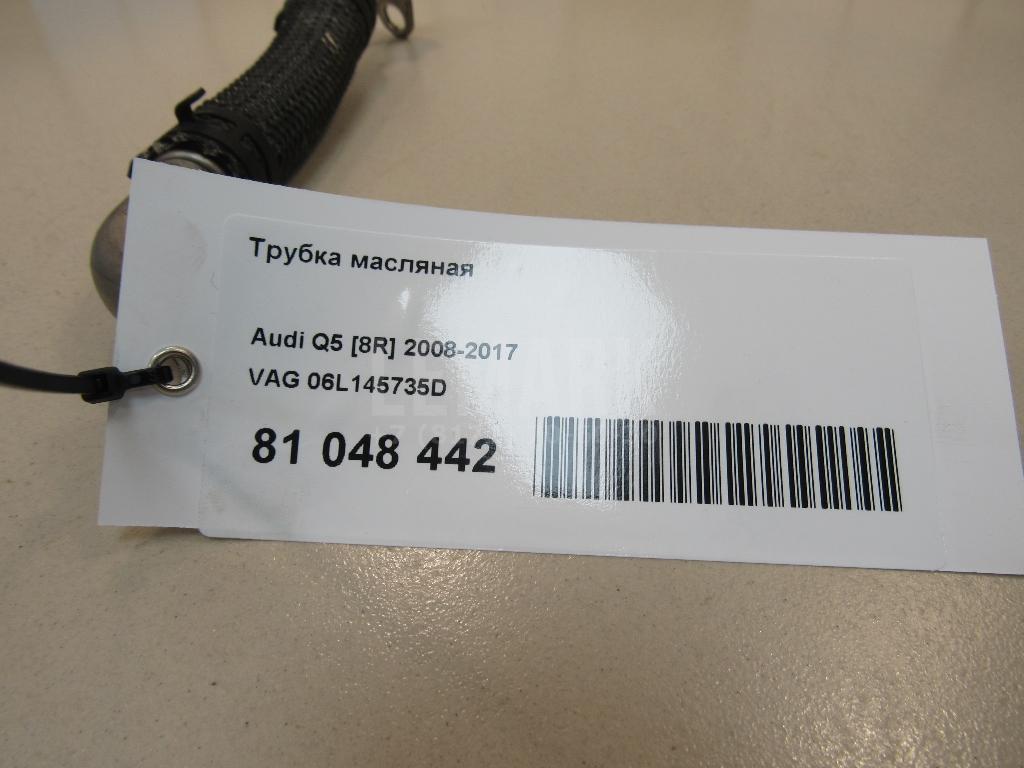 Трубка масляная
Audi Q5 [8R] 2008-2017
VAG 06L145735D
81 048 442